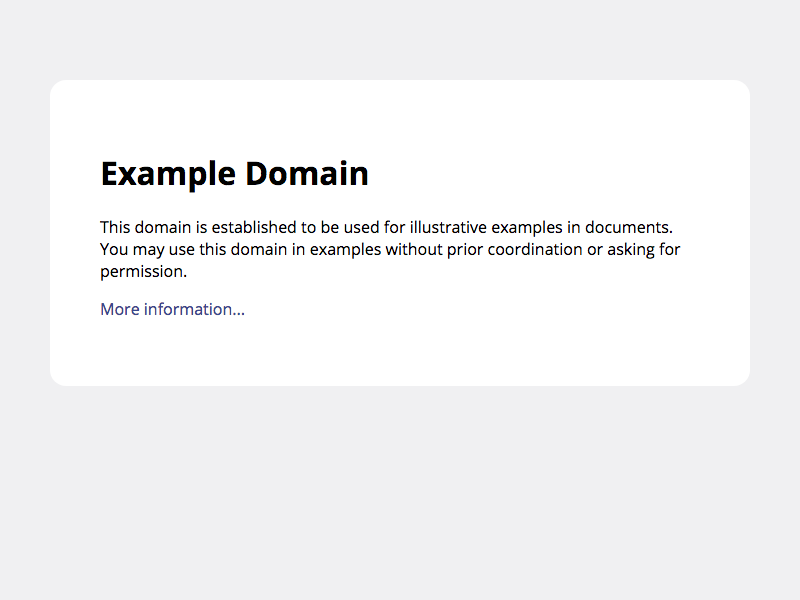 Example Domain
This domain is established to be used for illustrative examples in documents.
You may use this domain in examples without prior coordination or asking for
permission.
More information...